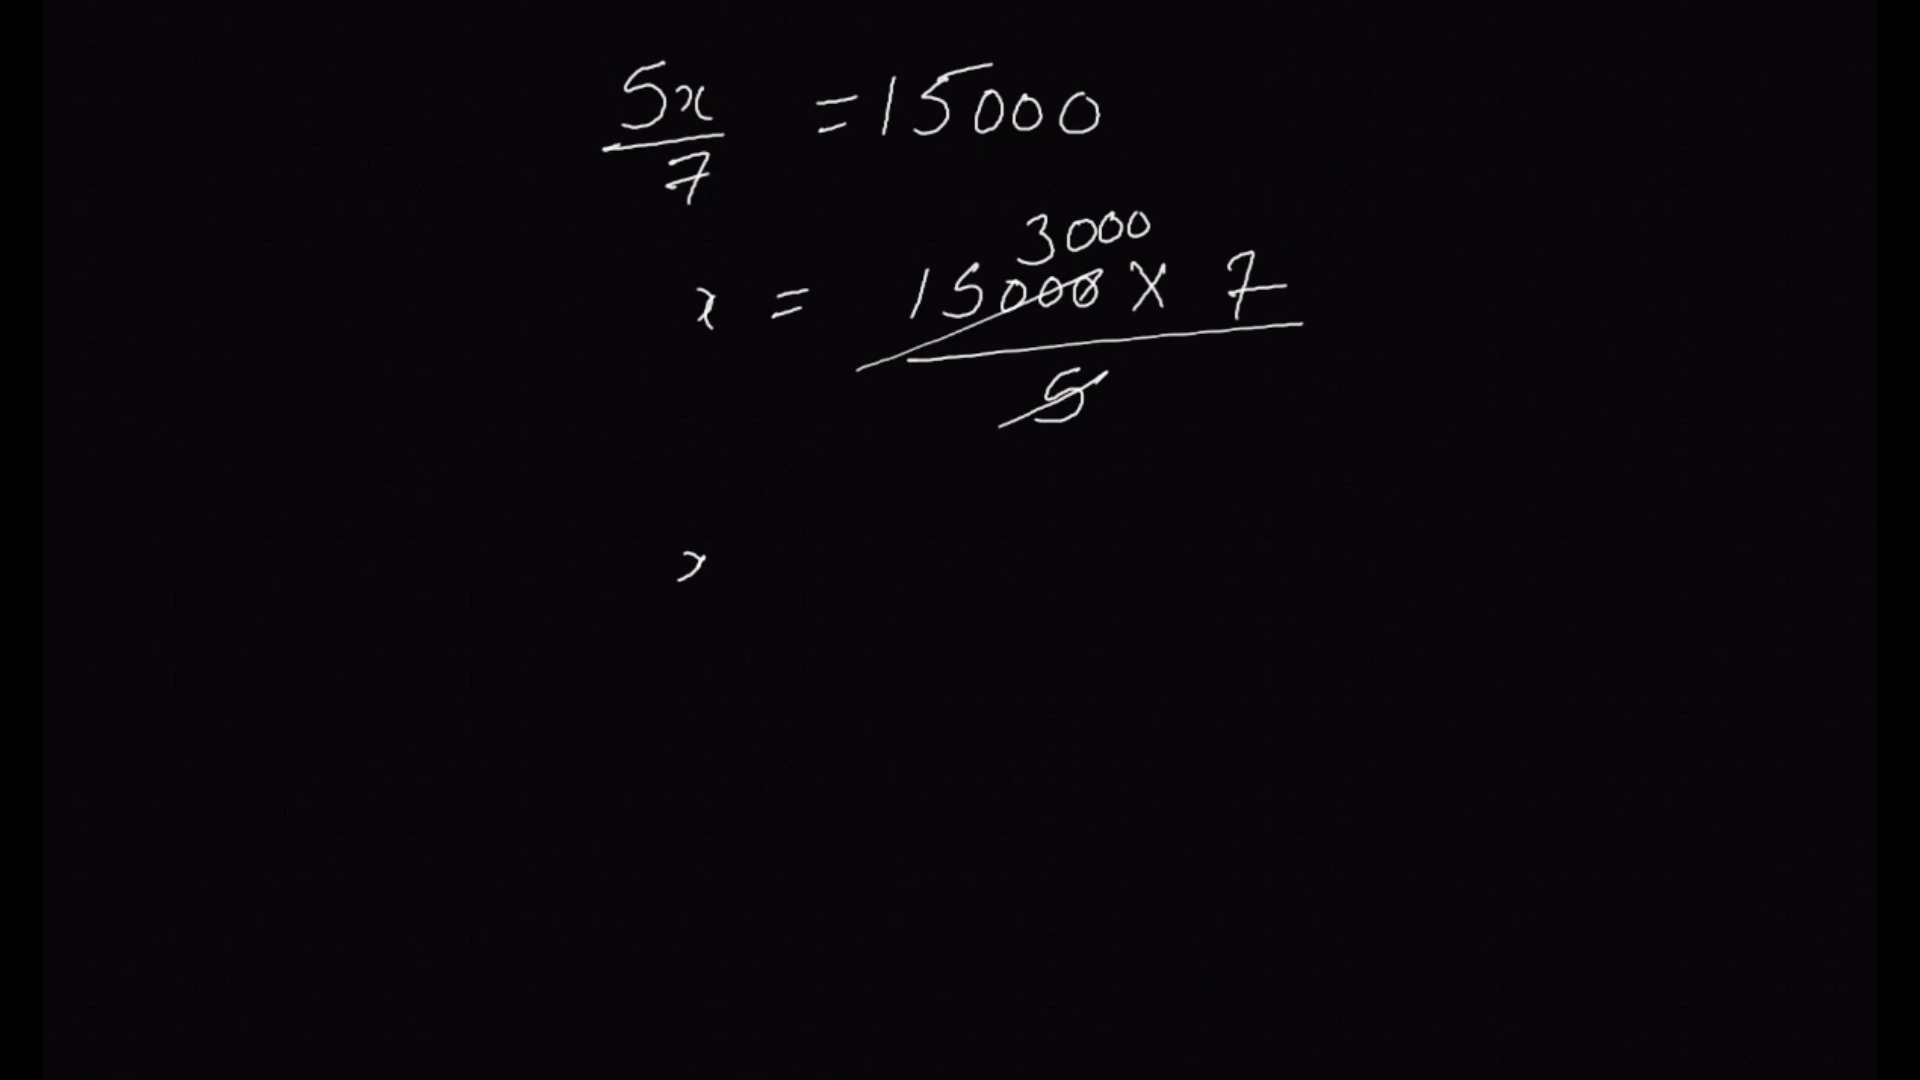 5x/7 = 15000
3000
x = 15000 X 7 / 5
x